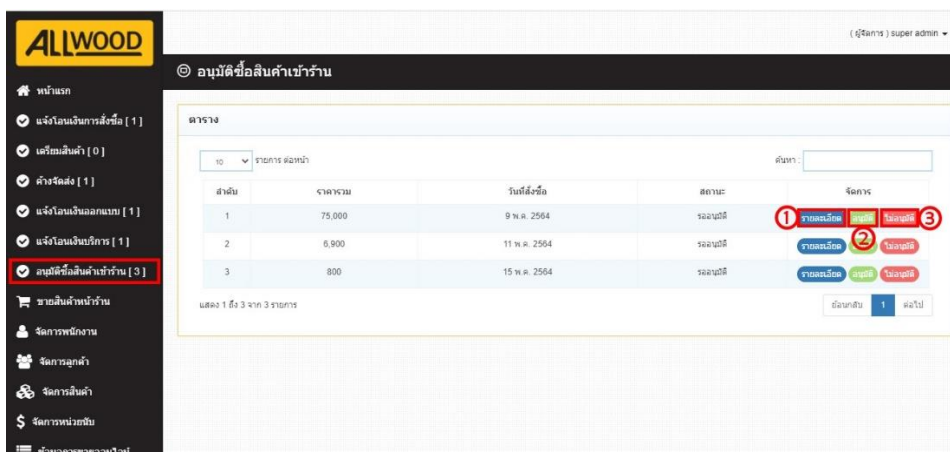 ALLWOOD
( ผู้จัดการ ) super admin
อนุมัติซื้อสินค้าเข้าร้าน
หน้าแรก
แจ้งโอนเงินการสั่งซื้อ [ 1 ]
เตรียมสินค้า [ 0 ]
ค้างจัดส่ง [ 1 ]
แจ้งโอนเงินออกแบบ [ 1 ]
แจ้งโอนเงินบริการ [ 1 ]
อนุมัติซื้อสินค้าเข้าร้าน [ 3 ]
ขายสินค้าหน้าร้าน
จัดการพนักงาน
จัดการลูกค้า
จัดการสินค้า
จัดการหน่วยนับ
ตาราง
10 รายการ ต่อหน้า
ค้นหา :
ลำดับ ราคารวม วันที่สั่งซื้อ สถานะ จัดการ
1 75,000 9 พ.ค. 2564 รออนุมัติ ① รายละเอียด อนุมัติ ไม่อนุมัติ ③
②
2 6,900 11 พ.ค. 2564 รออนุมัติ รายละเอียด ไม่อนุมัติ
3 800 15 พ.ค. 2564 รออนุมัติ รายละเอียด อนุมัติ ไม่อนุมัติ
แสดง 1 ถึง 3 จาก 3 รายการ
ย้อนกลับ 1 ต่อไป